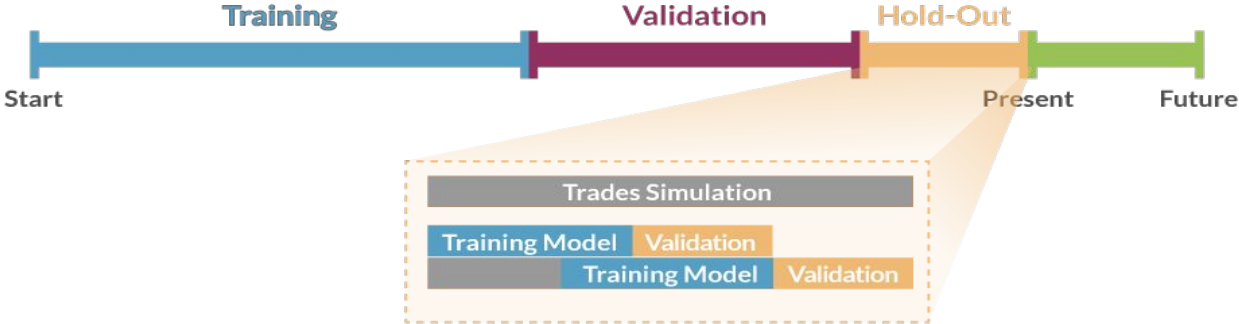 Training Validation Hold-Out
Start Present Future
Trades Simulation
Training Model Validation
Training Model Validation